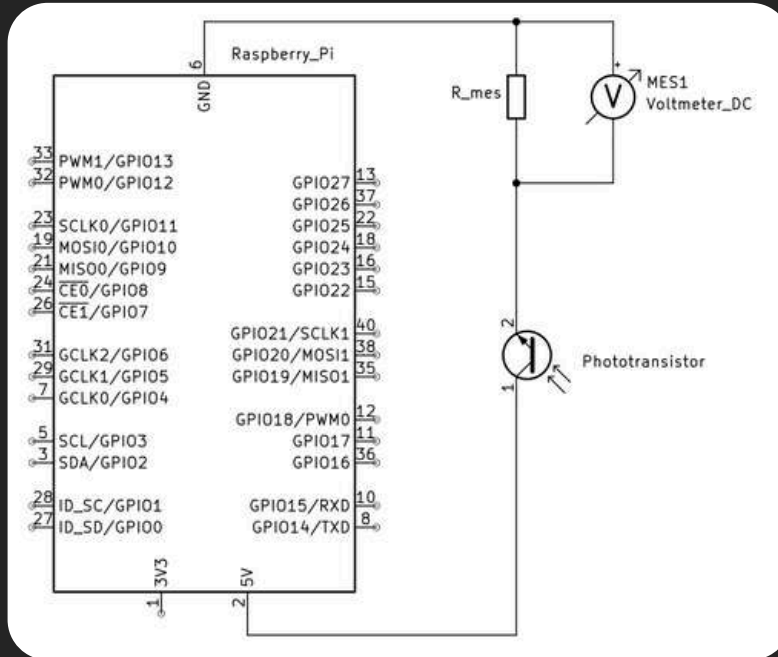 6
Raspberry_Pi
GND
R_mes
+
V
MES1
Voltmeter_DC
33 PWM1/GPIO13
32 PWM0/GPIO12
GPIO27 13
GPIO26 37
23 SCLK0/GPIO11
GPIO25 22
19 MOSI0/GPIO10
GPIO24 18
21 MISO0/GPIO9
GPIO23 16
24 CE0/GPIO8
GPIO22 15
26 CE1/GPIO7
GPIO21/SCLK1 40
31 GCLK2/GPIO6
GPIO20/MOSI1 38
29 GCLK1/GPIO5
GPIO19/MISO1 35
7 GCLK0/GPIO4
GPIO18/PWM0 12
5 SCL/GPIO3
GPIO17 11
3 SDA/GPIO2
GPIO16 36
28 ID_SC/GPIO1
GPIO15/RXD 10
27 ID_SD/GPIO0
GPIO14/TXD 8
2
Phototransistor
1
3V3
5V
1
2